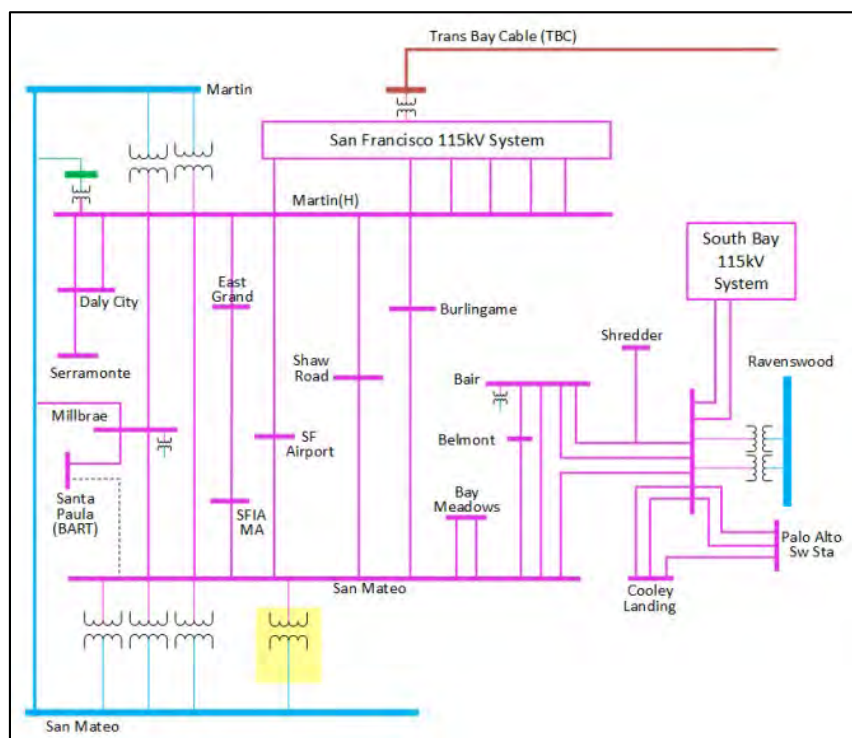 Trans Bay Cable (TBC)
Martin
San Francisco 115kV System
Martin(H)
South Bay
115kV
System
East
Grand
Daly City
Burlingame
Shredder
Ravenswood
Serramonte
Shaw
Road
Bair
Millbrae
SF
Airport
Belmont
Santa
Paula
(BART)
SFIA
MA
Bay
Meadows
Palo Alto
Sw Sta
San Mateo
Cooley
Landing
San Mateo